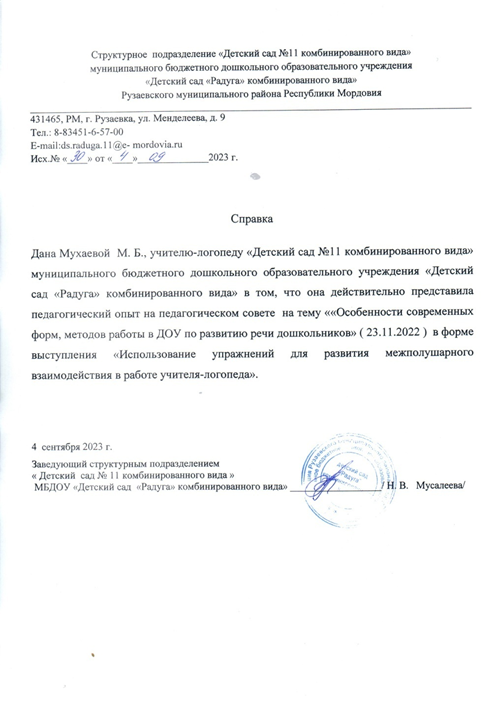 Структурное подразделение «Детский сад №11 комбинированного вида»
муниципального бюджетного дошкольного образовательного учреждения
«Детский сад «Радуга» комбинированного вида»
Рузаевского муниципального района Республики Мордовия
431465, РМ, г. Рузаевка, ул. Менделеева, д. 9
Тел.: 8-83451-6-57-00
E-mail:ds.raduga.11@e- mordovia.ru
Исх.№ «30» от «4» 09 2023 г.
Справка
Дана Мухаевой М. Б., учителю-логопеду «Детский сад №11 комбинированного вида»
муниципального бюджетного дошкольного образовательного учреждения «Детский
сад «Радуга» комбинированного вида» в том, что она действительно представила
педагогический опыт на педагогическом совете на тему ««Особенности современных
форм, методов работы в ДОУ по развитию речи дошкольников» ( 23.11.2022 ) в форме
выступления «Использование упражнений для развития межполушарного
взаимодействия в работе учителя-логопеда».
4 сентября 2023 г.
Заведующий структурным подразделением
« Детский сад № 11 комбинированного вида »
МБДОУ «Детский сад «Радуга» комбинированного вида» / Н. В. Мусалеева/
Детский сад
"Радуга"